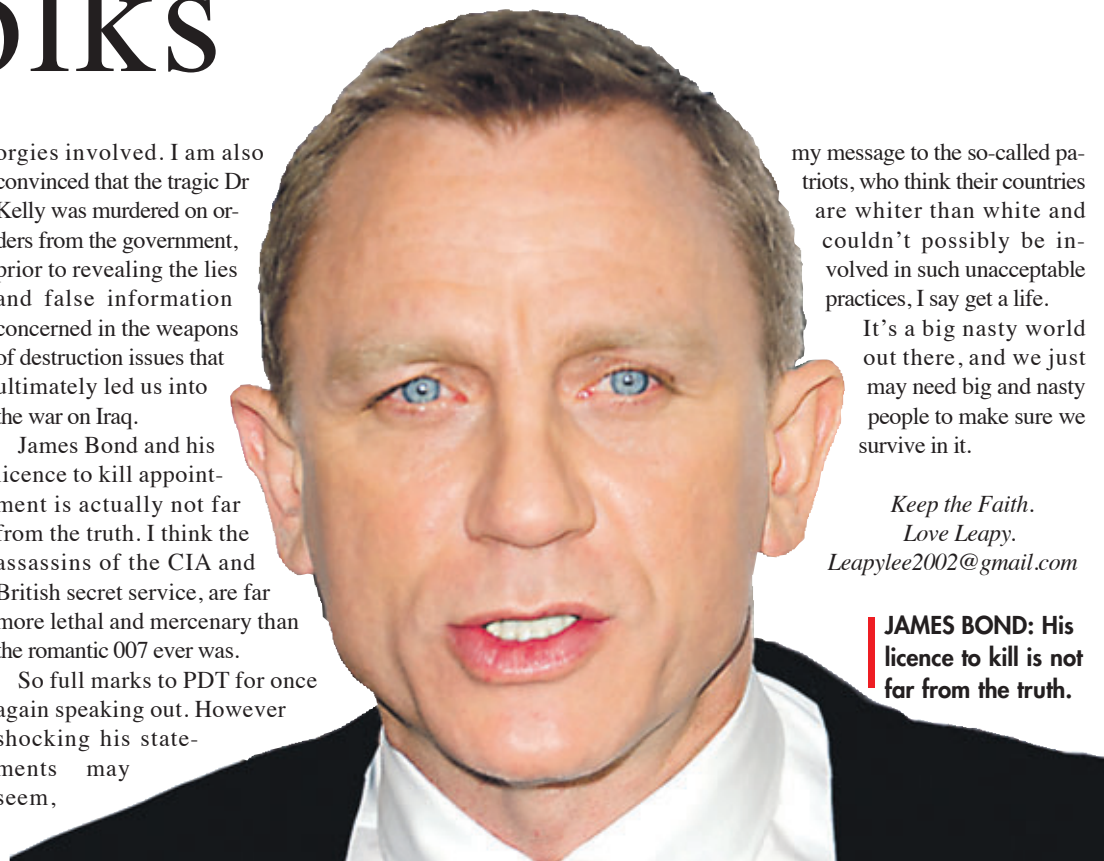 olks
orgies involved. I am also
convinced that the tragic Dr
Kelly was murdered on or-
ders from the government,
prior to revealing the lies
and false information
concerned in the weapons
of destruction issues that
ultimately led us into
the war on Iraq.
James Bond and his
licence to kill appoint-
ment is actually not far
from the truth. I think the
assassins of the CIA and
British secret service, are far
more lethal and mercenary than
the romantic 007 ever was.
So full marks to PDT for once
again speaking out. However
shocking his state-
ments may
seem,
my message to the so-called pa-
triots, who think their countries
are whiter than white and
couldn't possibly be in-
volved in such unacceptable
practices, I say get a life.
It's a big nasty world
out there, and we just
may need big and nasty
people to make sure we
survive in it.
Keep the Faith.
Love Leapy.
Leapylee2002@gmail.com
JAMES BOND: His
licence to kill is not
far from the truth.